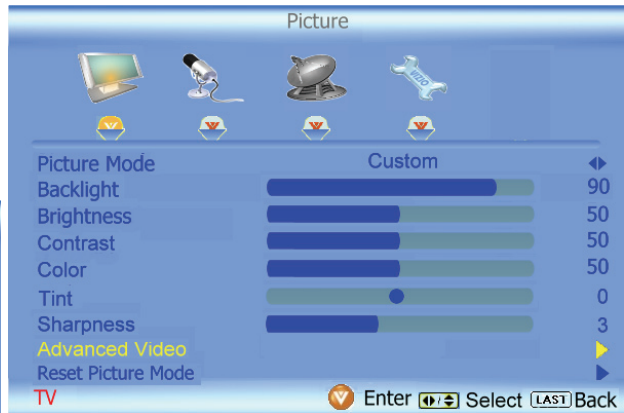 Picture
VIZIO
Picture Mode Custom
Backlight 90
Brightness 50
Contrast 50
Color 50
Tint 0
Sharpness 3
Advanced Video
Reset Picture Mode
TV V Enter Select LAST Back